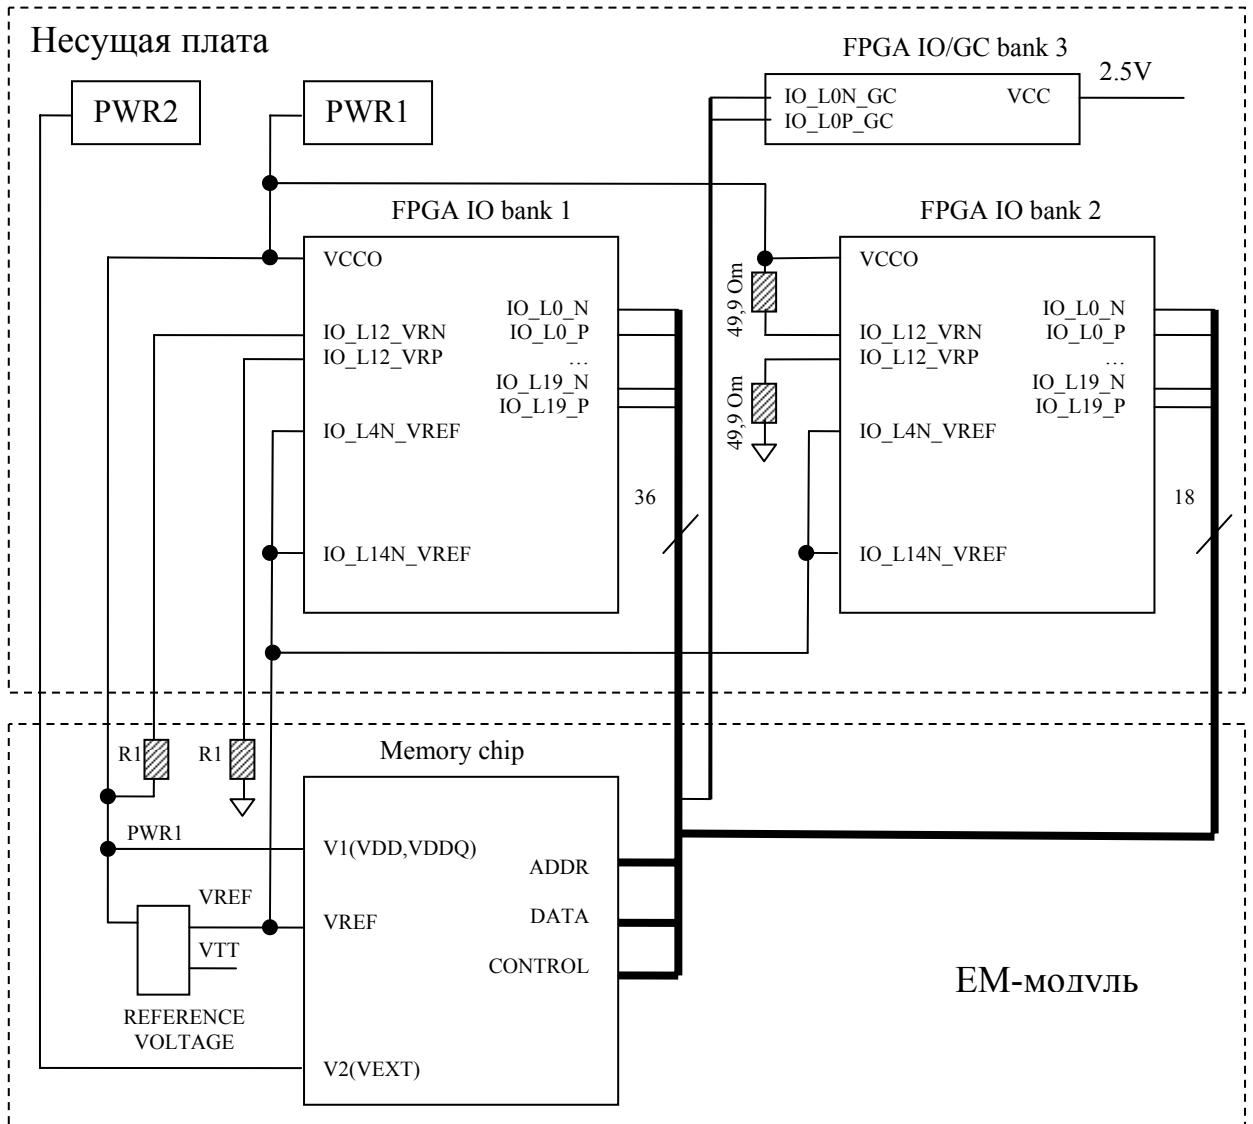 Несущая плата
PWR2
PWR1
FPGA IO/GC bank 3
2.5V
IO_L0N_GC
VCC
IO_L0P_GC
FPGA IO bank 1
FPGA IO bank 2
VCCO
VCCO
49,9 Om
IO_L0_N
IO_L0_P
IO_L12_VRN
IO_L12_VRP
...
IO_L19_N
IO_L19_P
IO_L0_N
IO_L0_P
IO_L12_VRN
IO_L12_VRP
...
IO_L19_N
IO_L19_P
49,9 Om
IO_L4N_VREF
IO_L4N_VREF
36
18
IO_L14N_VREF
IO_L14N_VREF
R1
R1
Memory chip
PWR1
V1(VDD,VDDQ)
ADDR
VREF
VREF
DATA
VTT
CONTROL
ЕМ-модуль
REFERENCE
VOLTAGE
V2(VEXT)